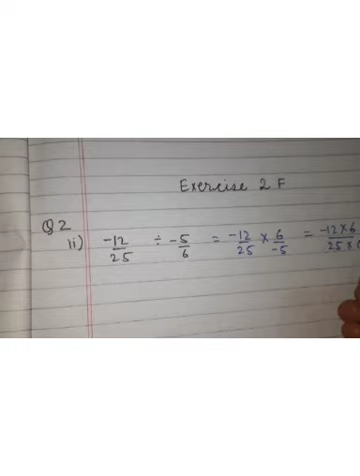 Exercise 2 F
Q2
ii) -12/25 ÷ -5/6 = -12/25 × 6/-5 = -12×6/25×